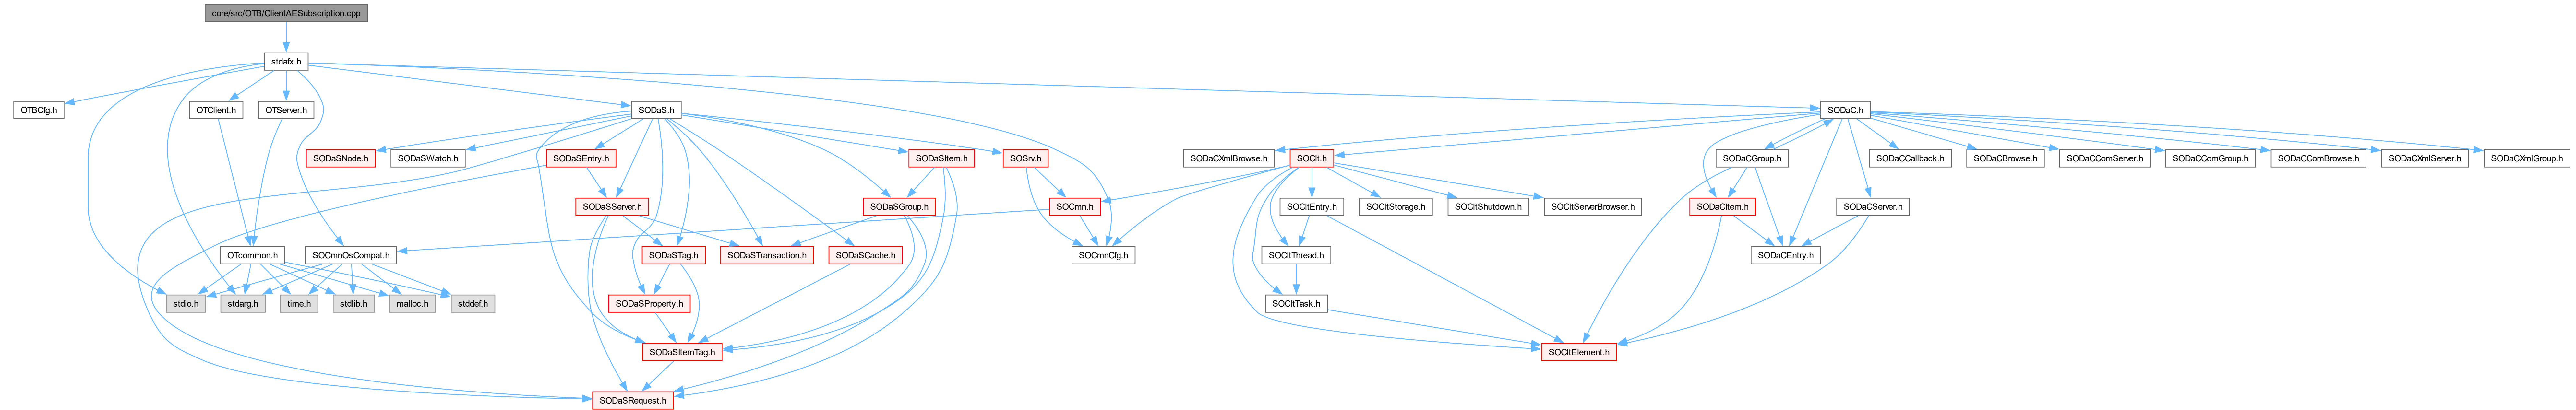 core/src/OTB/ClientAESubscription.cpp
stdafx.h
OTBCfg.h
OTClient.h
OTServer.h
SODaS.h
SODaC.h
SODaSNode.h
SODaSWatch.h
SODaSEntry.h
SODaSItem.h
SOSrv.h
SODaCXmlBrowse.h
SOClt.h
SODaCGroup.h
SODaCCallback.h
SODaCBrowse.h
SODaCComServer.h
SODaCComGroup.h
SODaCComBrowse.h
SODaCXmlServer.h
SODaCXmlGroup.h
SODaSServer.h
SODaSGroup.h
SOCmn.h
SOCltEntry.h
SOCltStorage.h
SOCltShutdown.h
SOCltServerBrowser.h
SODaCItem.h
SODaCServer.h
OTcommon.h
SOCmnOsCompat.h
SODaSTag.h
SODaSTransaction.h
SODaSCache.h
SOCmnCfg.h
SOCltThread.h
SODaCEntry.h
stdio.h
stdarg.h
time.h
stdlib.h
malloc.h
stddef.h
SODaSProperty.h
SOCltTask.h
SODaSItemTag.h
SOCltElement.h
SODaSRequest.h